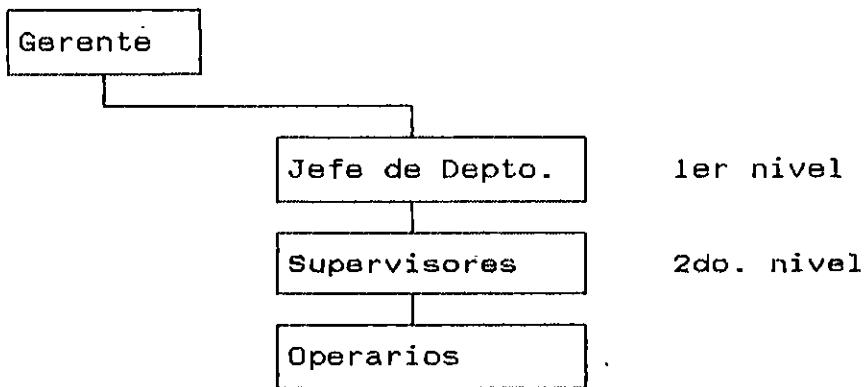 Gerente
Jefe de Depto. 1er nivel
Supervisores 2do. nivel
Operarios